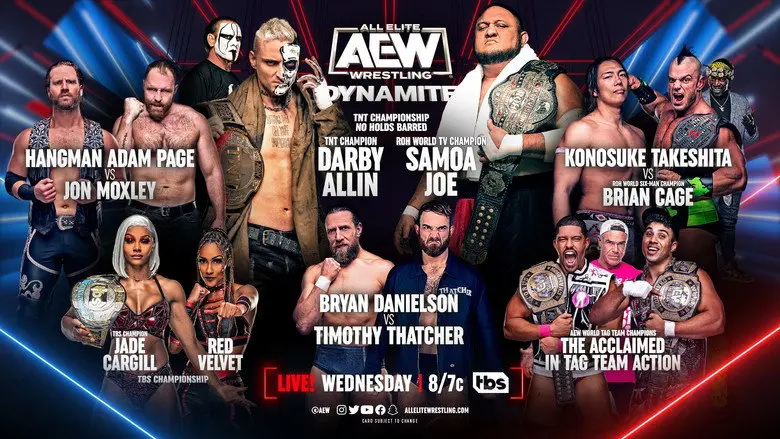 ALL ELITE
AEW
WRESTLING
DYNAMITE
TNT CHAMPIONSHIP
NO HOLDS BARRED
TNT CHAMPION
DARBY
ALLIN
ROH WORLD TV CHAMPION
SAMOA
JOE
HANGMAN ADAM PAGE
VS
JON MOXLEY
KONOSUKE TAKESHITA
VS
ROH WORLD SIX-MAN CHAMPION
BRIAN CAGE
TBS CHAMPION
JADE
CARGILL
RED
VELVET
TBS CHAMPIONSHIP
THATCHER
BRYAN DANIELSON
VS
TIMOTHY THATCHER
AEW WORLD TAG TEAM CHAMPIONS
THE ACCLAIMED
IN TAG TEAM ACTION
LIVE! WEDNESDAY 8/7c tbs
@AEW ALLELITEWRESTLING.COM
CARD SUBJECT TO CHANGE